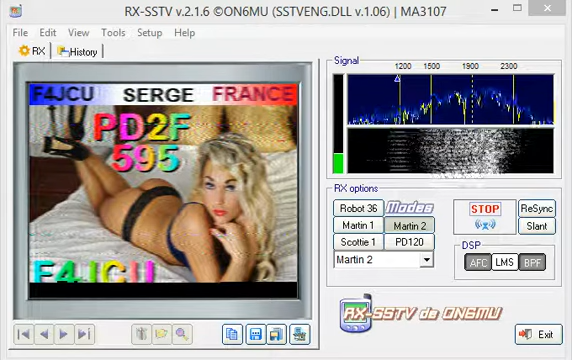 RX-SSTV v.2.1.6 ©ON6MU (SSTVENG.DLL v.1.06) | MA3107
File Edit View Tools Setup Help
RX History
F4JCU SERGE FRANCE
PD2F
595
F4JCU
Signal
1200 1500 1900 2300
RX options
Robot 36 Modes
Martin 1 Martin 2
Scottie 1 PD120
Martin 2
STOP ReSync
Slant
DSP
AFC LMS BPF
RX-SSTV de ON6MU
Exit